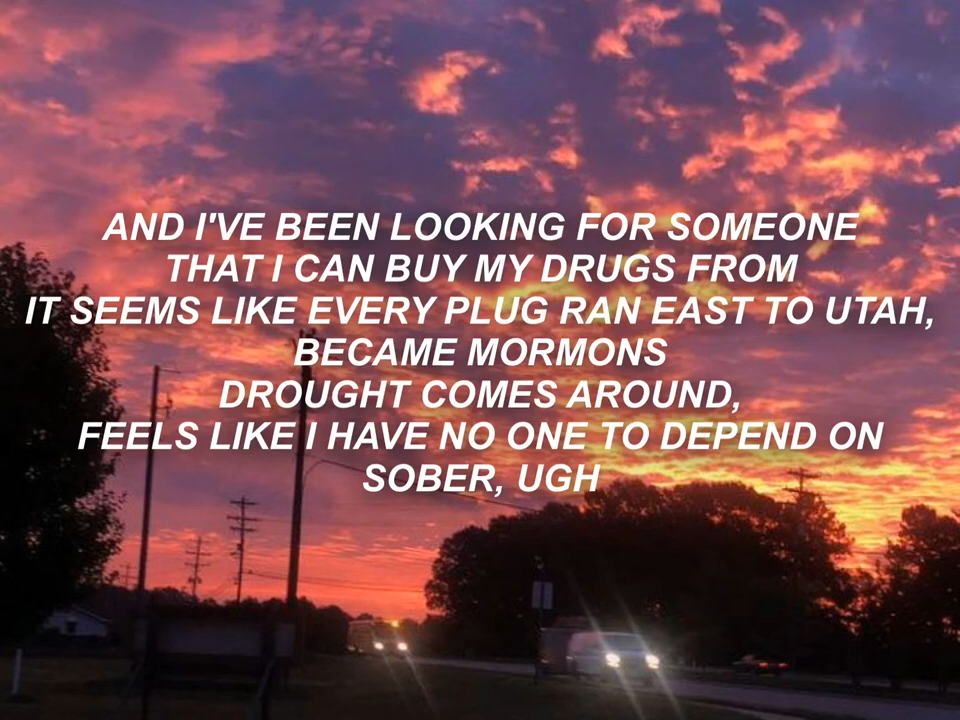 AND I'VE BEEN LOOKING FOR SOMEONE
THAT I CAN BUY MY DRUGS FROM
IT SEEMS LIKE EVERY PLUG RAN EAST TO UTAH,
BECAME MORMONS
DROUGHT COMES AROUND,
FEELS LIKE I HAVE NO ONE TO DEPEND ON
SOBER, UGH